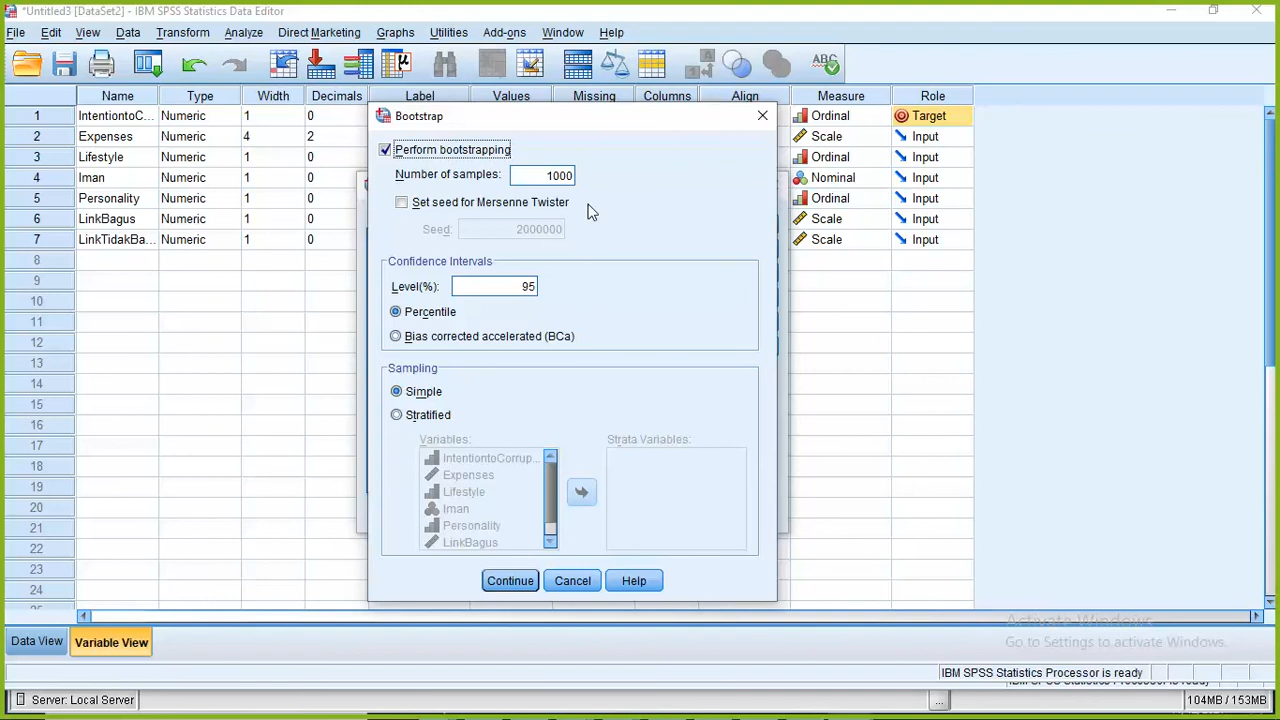 *Untitled3 [DataSet2] - IBM SPSS Statistics Data Editor
File Edit View Data Transform Analyze Direct Marketing Graphs Utilities Add-ons Window Help
Name Type Width Decimals Label Values Missing Columns Align Measure Role
1 IntentiontoC... Numeric 1 0 Ordinal Target
2 Expenses Numeric 4 2 Scale Input
3 Lifestyle Numeric 1 0 Ordinal Input
4 Iman Numeric 1 0 Nominal Input
5 Personality Numeric 1 0 Ordinal Input
6 LinkBagus Numeric 1 0 Scale Input
7 LinkTidakBa... Numeric 1 0 Scale Input
8
9
10
11
12
13
14
15
16
17
18
19
20
21
22
23
24
Bootstrap
Perform bootstrapping
Number of samples: 1000
Set seed for Mersenne Twister
Seed: 2000000
Confidence Intervals
Level(%): 95
Percentile
Bias corrected accelerated (BCa)
Sampling
Simple
Stratified
Variables: Strata Variables:
IntentiontoCorrup...
Expenses
Lifestyle
Iman
Personality
LinkBagus
Continue Cancel Help
Activate Windows
Go to Settings to activate Windows.
Data View Variable View
IBM SPSS Statistics Processor is ready
Server: Local Server ... 104MB / 153MB